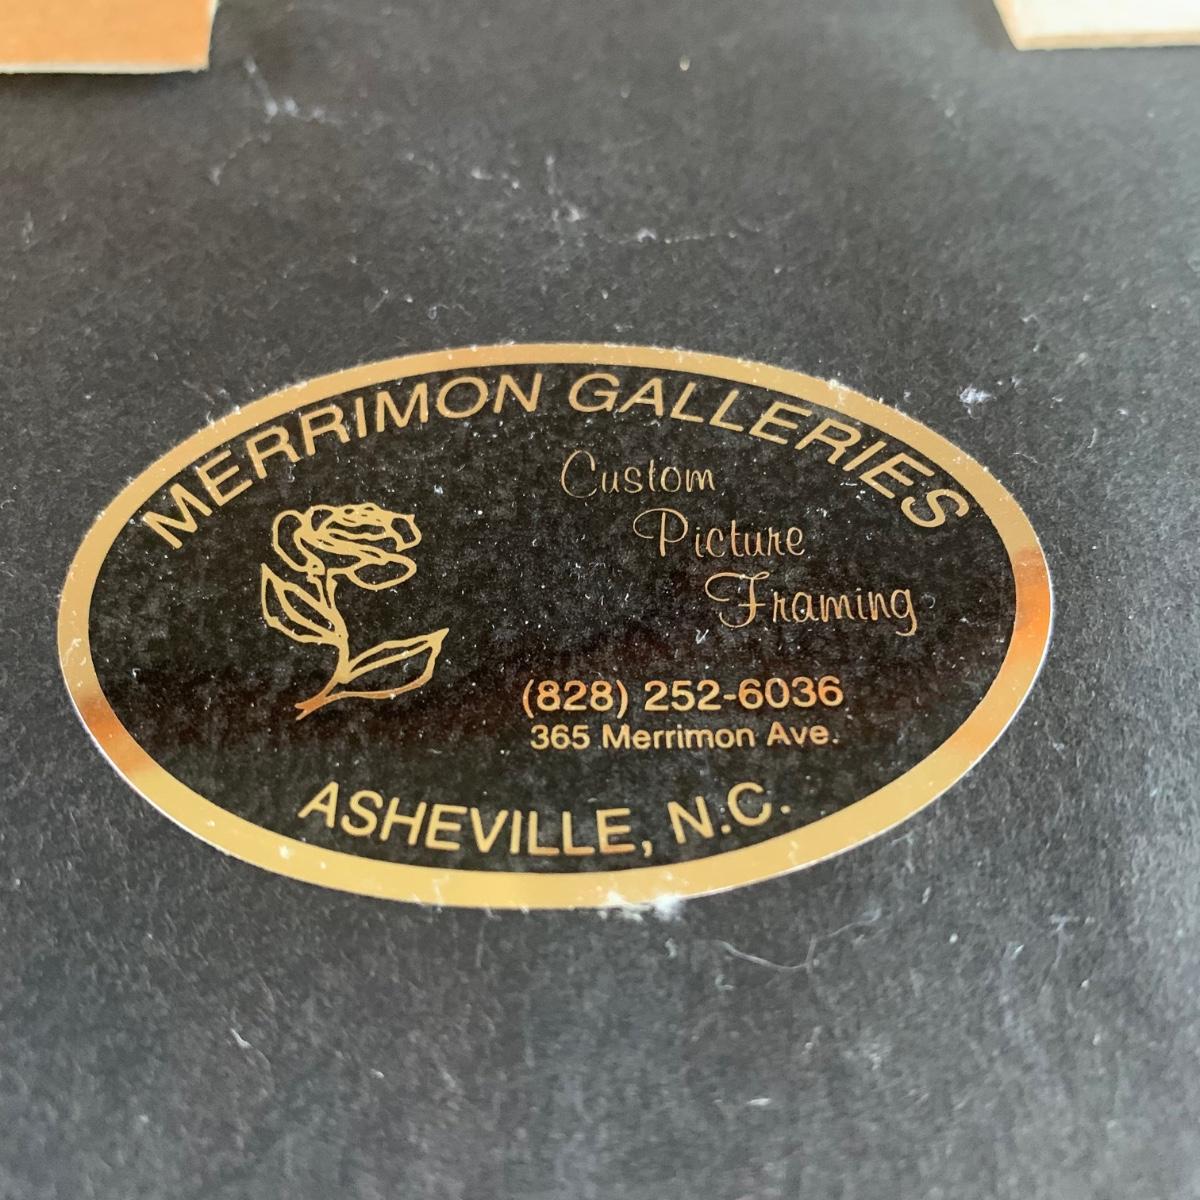 MERRIMON GALLERIES
Custom
Picture
Framing
(828) 252-6036
365 Merrimon Ave.
ASHEVILLE, N.C.